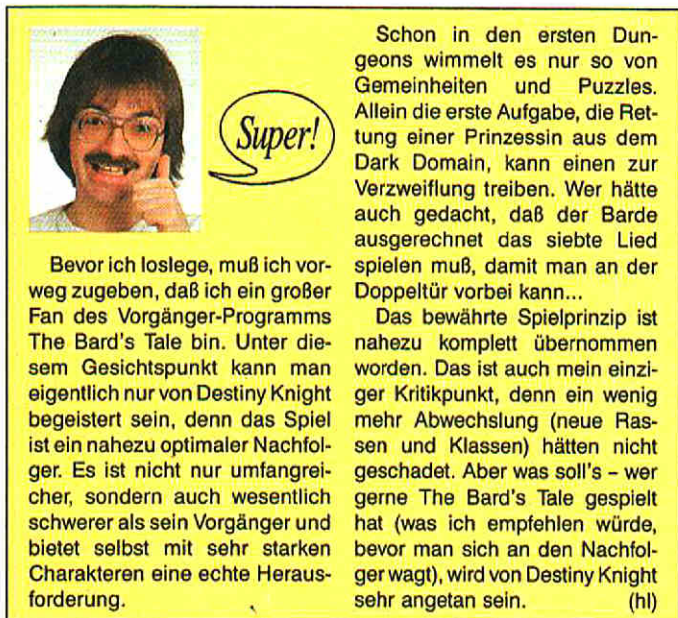 Super!
Bevor ich loslege, muß ich vor-
weg zugeben, daß ich ein großer
Fan des Vorgänger-Programms
The Bard's Tale bin. Unter die-
sem Gesichtspunkt kann man
eigentlich nur von Destiny Knight
begeistert sein, denn das Spiel
ist ein nahezu optimaler Nachfol-
ger. Es ist nicht nur umfangrei-
cher, sondern auch wesentlich
schwerer als sein Vorgänger und
bietet selbst mit sehr starken
Charakteren eine echte Heraus-
forderung.
Schon in den ersten Dun-
geons wimmelt es nur so von
Gemeinheiten und Puzzles.
Allein die erste Aufgabe, die Ret-
tung einer Prinzessin aus dem
Dark Domain, kann einen zur
Verzweiflung treiben. Wer hätte
auch gedacht, daß der Barde
ausgerechnet das siebte Lied
spielen muß, damit man an der
Doppeltür vorbei kann...
Das bewährte Spielprinzip ist
nahezu komplett übernommen
worden. Das ist auch mein einzi-
ger Kritikpunkt, denn ein wenig
mehr Abwechslung (neue Ras-
sen und Klassen) hätten nicht
geschadet. Aber was soll's – wer
gerne The Bard's Tale gespielt
hat (was ich empfehlen würde,
bevor man sich an den Nachfol-
ger wagt), wird von Destiny Knight
sehr angetan sein. (hl)